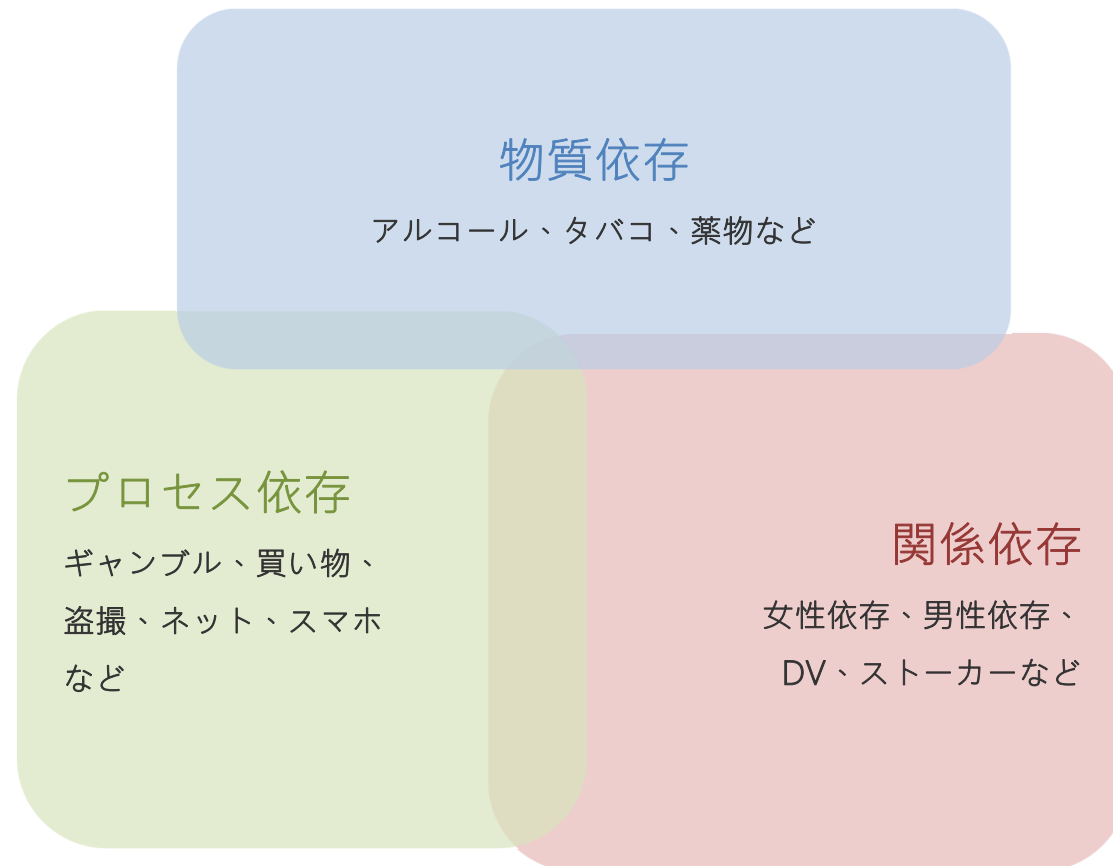 物質依存
アルコール、タバコ、薬物など
プロセス依存
ギャンブル、買い物、
盗撮、ネット、スマホ
など
関係依存
女性依存、男性依存、
DV、ストーカーなど